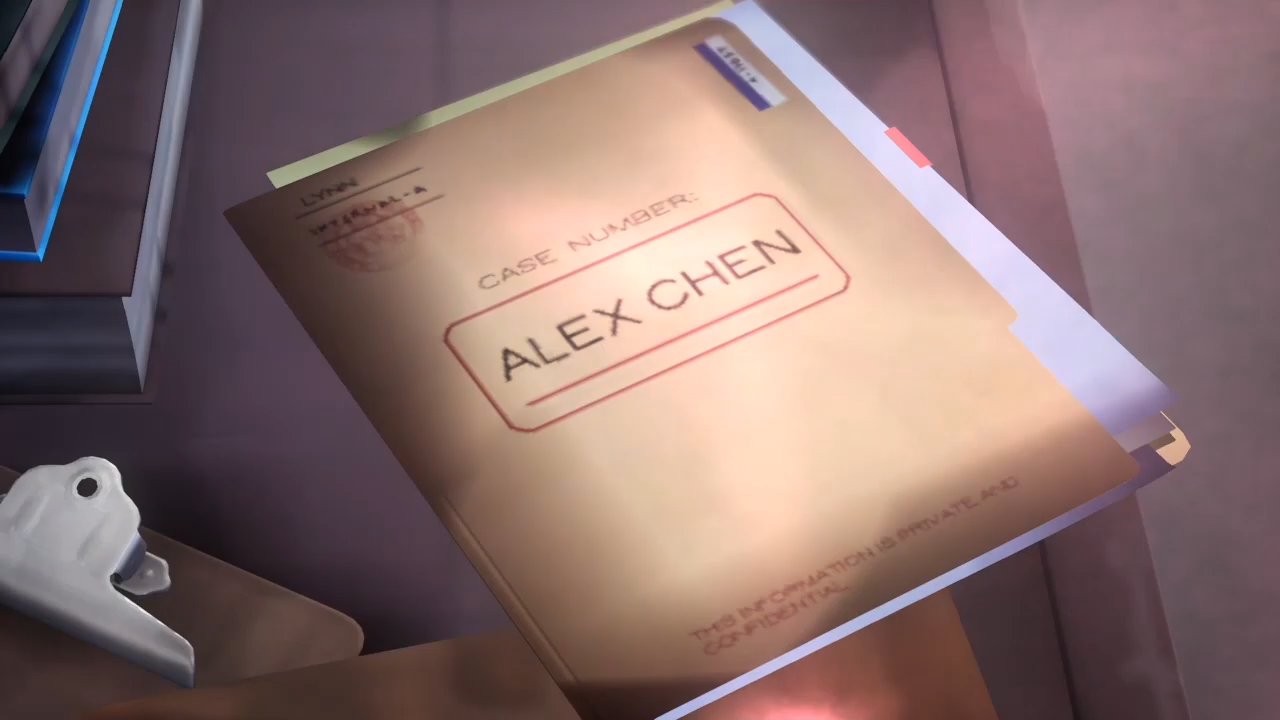 LYNN
CASE NUMBER:
ALEX CHEN
THIS INFORMATION IS PRIVATE AND
CONFIDENTIAL